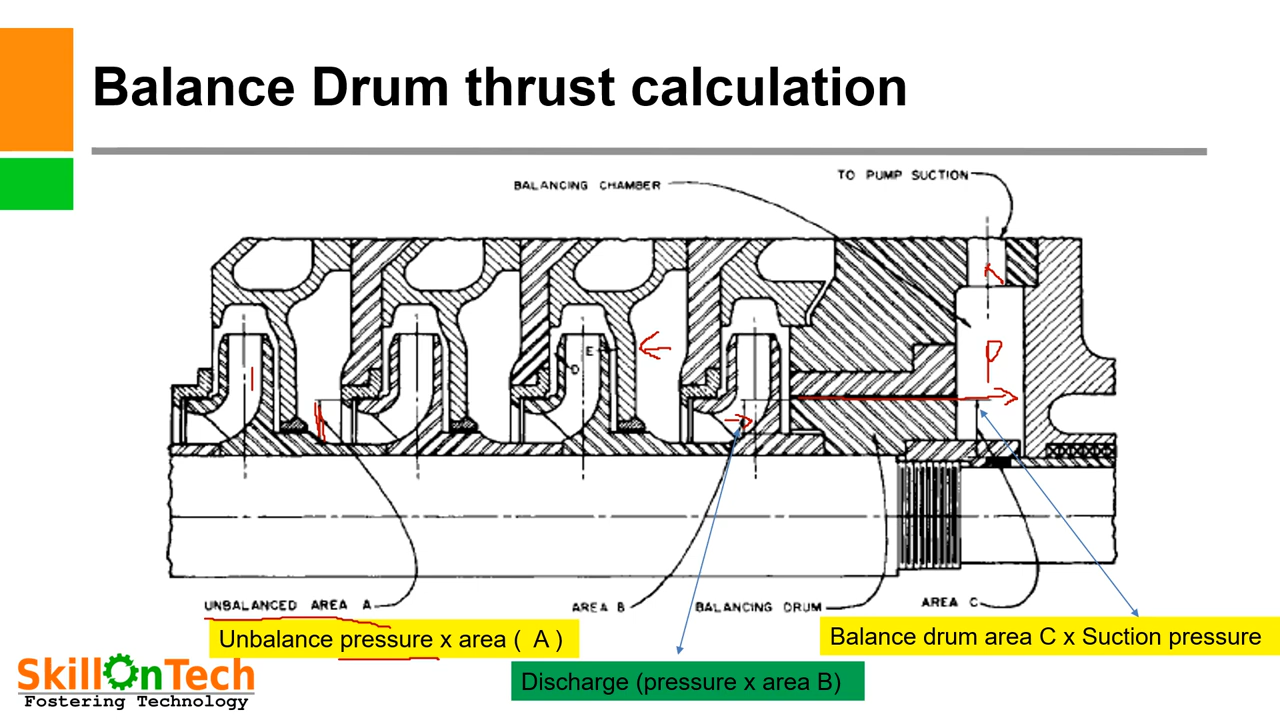 Balance Drum thrust calculation
TO PUMP SUCTION
BALANCING CHAMBER
E
D
P
UNBALANCED AREA A
AREA B
BALANCING DRUM
AREA C
Unbalance pressure x area ( A )
Balance drum area C x Suction pressure
Discharge (pressure x area B)
SkillOnTech
Fostering Technology